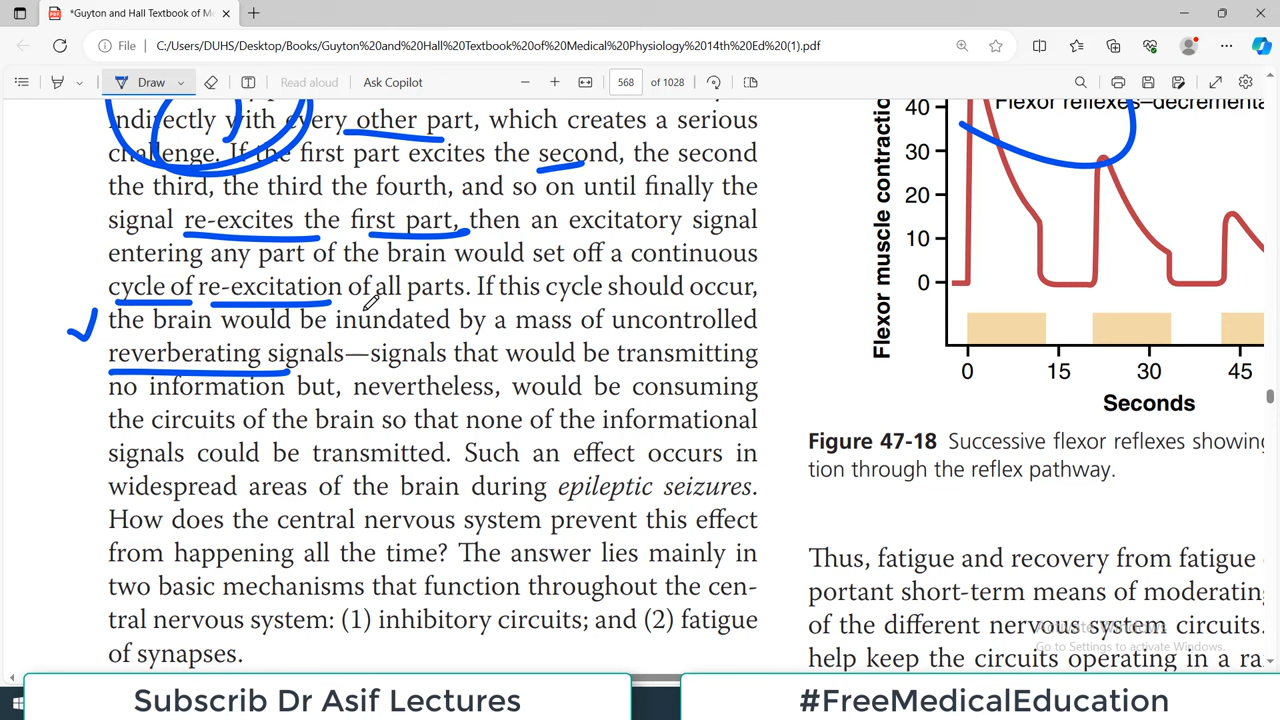 *Guyton and Hall Textbook of Me
File
C:/Users/DUHS/Desktop/Books/Guyton%20and%20Hall%20Textbook%20of%20Medical%20Physiology%2014th%20Ed%20(1).pdf
Draw
Read aloud
Ask Copilot
568 of 1028
indirectly with every other part, which creates a serious
challenge. If the first part excites the second, the second
the third, the third the fourth, and so on until finally the
signal re-excites the first part, then an excitatory signal
entering any part of the brain would set off a continuous
cycle of re-excitation of all parts. If this cycle should occur,
the brain would be inundated by a mass of uncontrolled
reverberating signals—signals that would be transmitting
no information but, nevertheless, would be consuming
the circuits of the brain so that none of the informational
signals could be transmitted. Such an effect occurs in
widespread areas of the brain during epileptic seizures.
How does the central nervous system prevent this effect
from happening all the time? The answer lies mainly in
two basic mechanisms that function throughout the cen-
tral nervous system: (1) inhibitory circuits; and (2) fatigue
of synapses.
Flexor reflexes–decrementa
Flexor muscle contractio
40
30
20
10
0
0 15 30 45
Seconds
Figure 47-18 Successive flexor reflexes showing
tion through the reflex pathway.
Thus, fatigue and recovery from fatigue
portant short-term means of moderating
of the different nervous system circuits.
help keep the circuits operating in a ra
Activate Windows
Go to Settings to activate Windows.
Subscrib Dr Asif Lectures
#FreeMedicalEducation